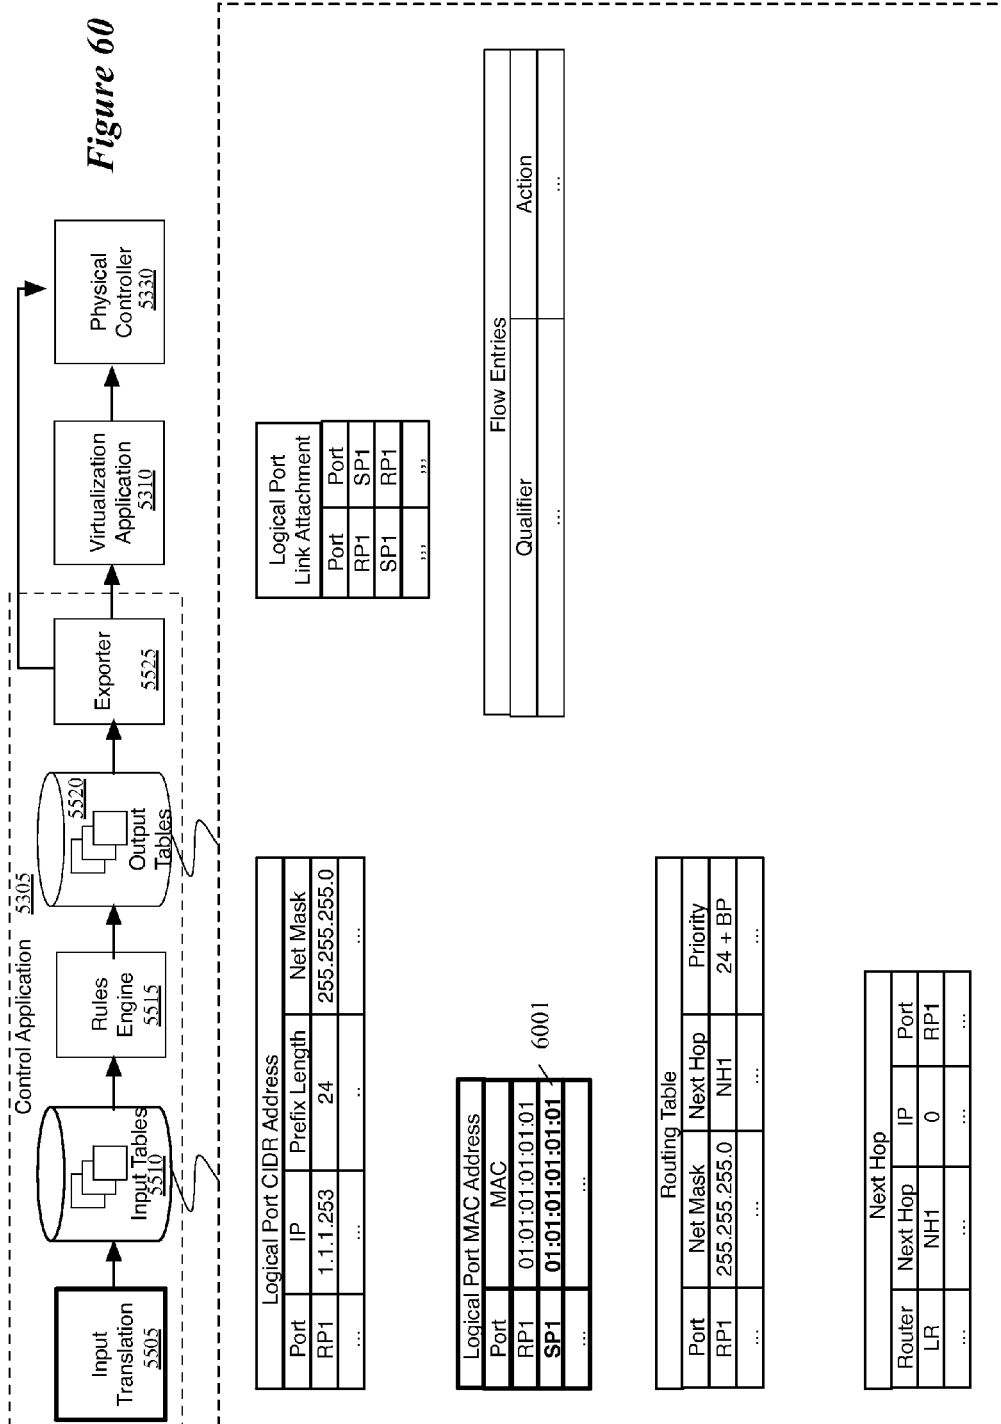 Figure 60
Control Application
5305
Input
Translation
5505
Input Tables
5510
Rules
Engine
5515
5520
Output
Tables
Exporter
5525
Virtualization
Application
5310
Physical
Controller
5330
Logical Port CIDR Address
Port IP Prefix Length Net Mask
RP1 1.1.1.253 24 255.255.255.0
... ... .. ...
Logical Port
Link Attachment
Port Port
RP1 SP1
SP1 RP1
,,, ,,,
Logical Port MAC Address
Port MAC
RP1 01:01:01:01:01:01
SP1 01:01:01:01:01:01
... ...
6001
Flow Entries
Qualifier Action
... ...
Routing Table
Port Net Mask Next Hop Priority
RP1 255.255.255.0 NH1 24 + BP
... ... ... ...
Next Hop
Router Next Hop IP Port
LR NH1 0 RP1
... ... ... ...